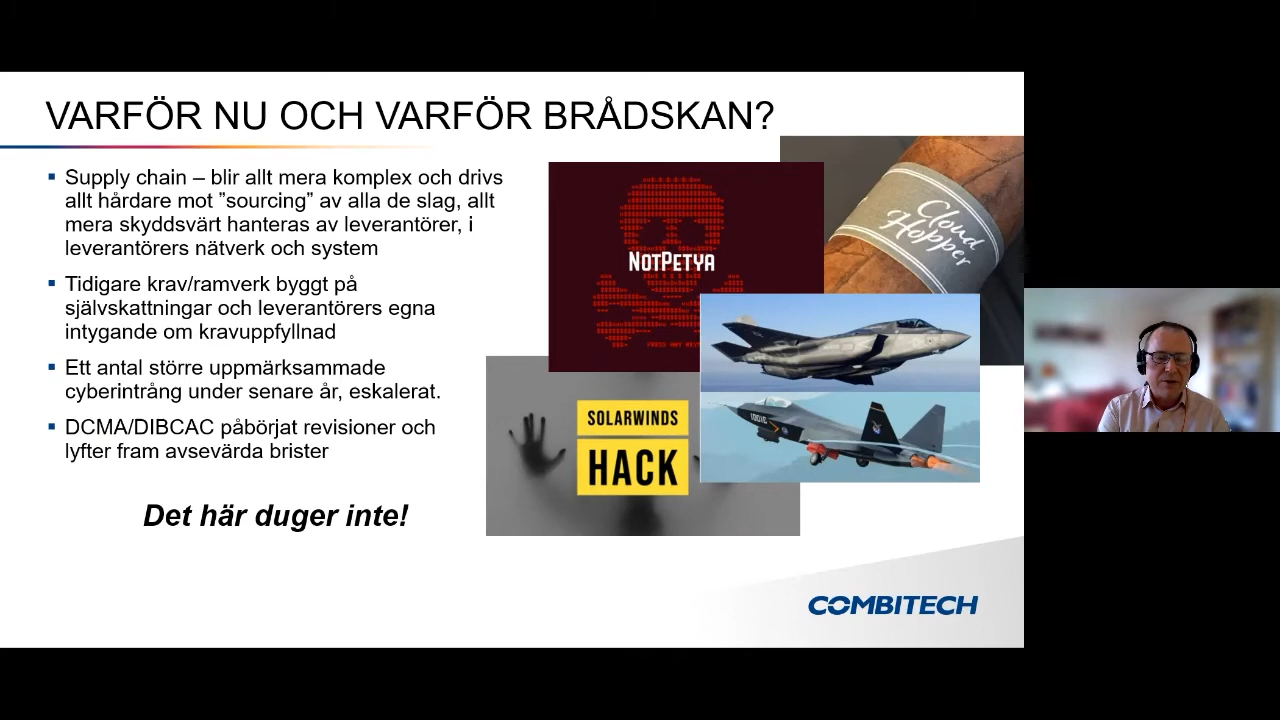 VARFÖR NU OCH VARFÖR BRÅDSKAN?
▪ Supply chain – blir allt mera komplex och drivs
allt hårdare mot ”sourcing” av alla de slag, allt
mera skyddsvärt hanteras av leverantörer, i
leverantörers nätverk och system
▪ Tidigare krav/ramverk byggt på
självskattningar och leverantörers egna
intygande om kravuppfyllnad
▪ Ett antal större uppmärksammade
cyberintrång under senare år, eskalerat.
▪ DCMA/DIBCAC påbörjat revisioner och
lyfter fram avsevärda brister
Det här duger inte!
NOTPETYA
PRESS ANY KEY
Cloud
Hopper
SOLARWINDS
HACK
COMBITECH